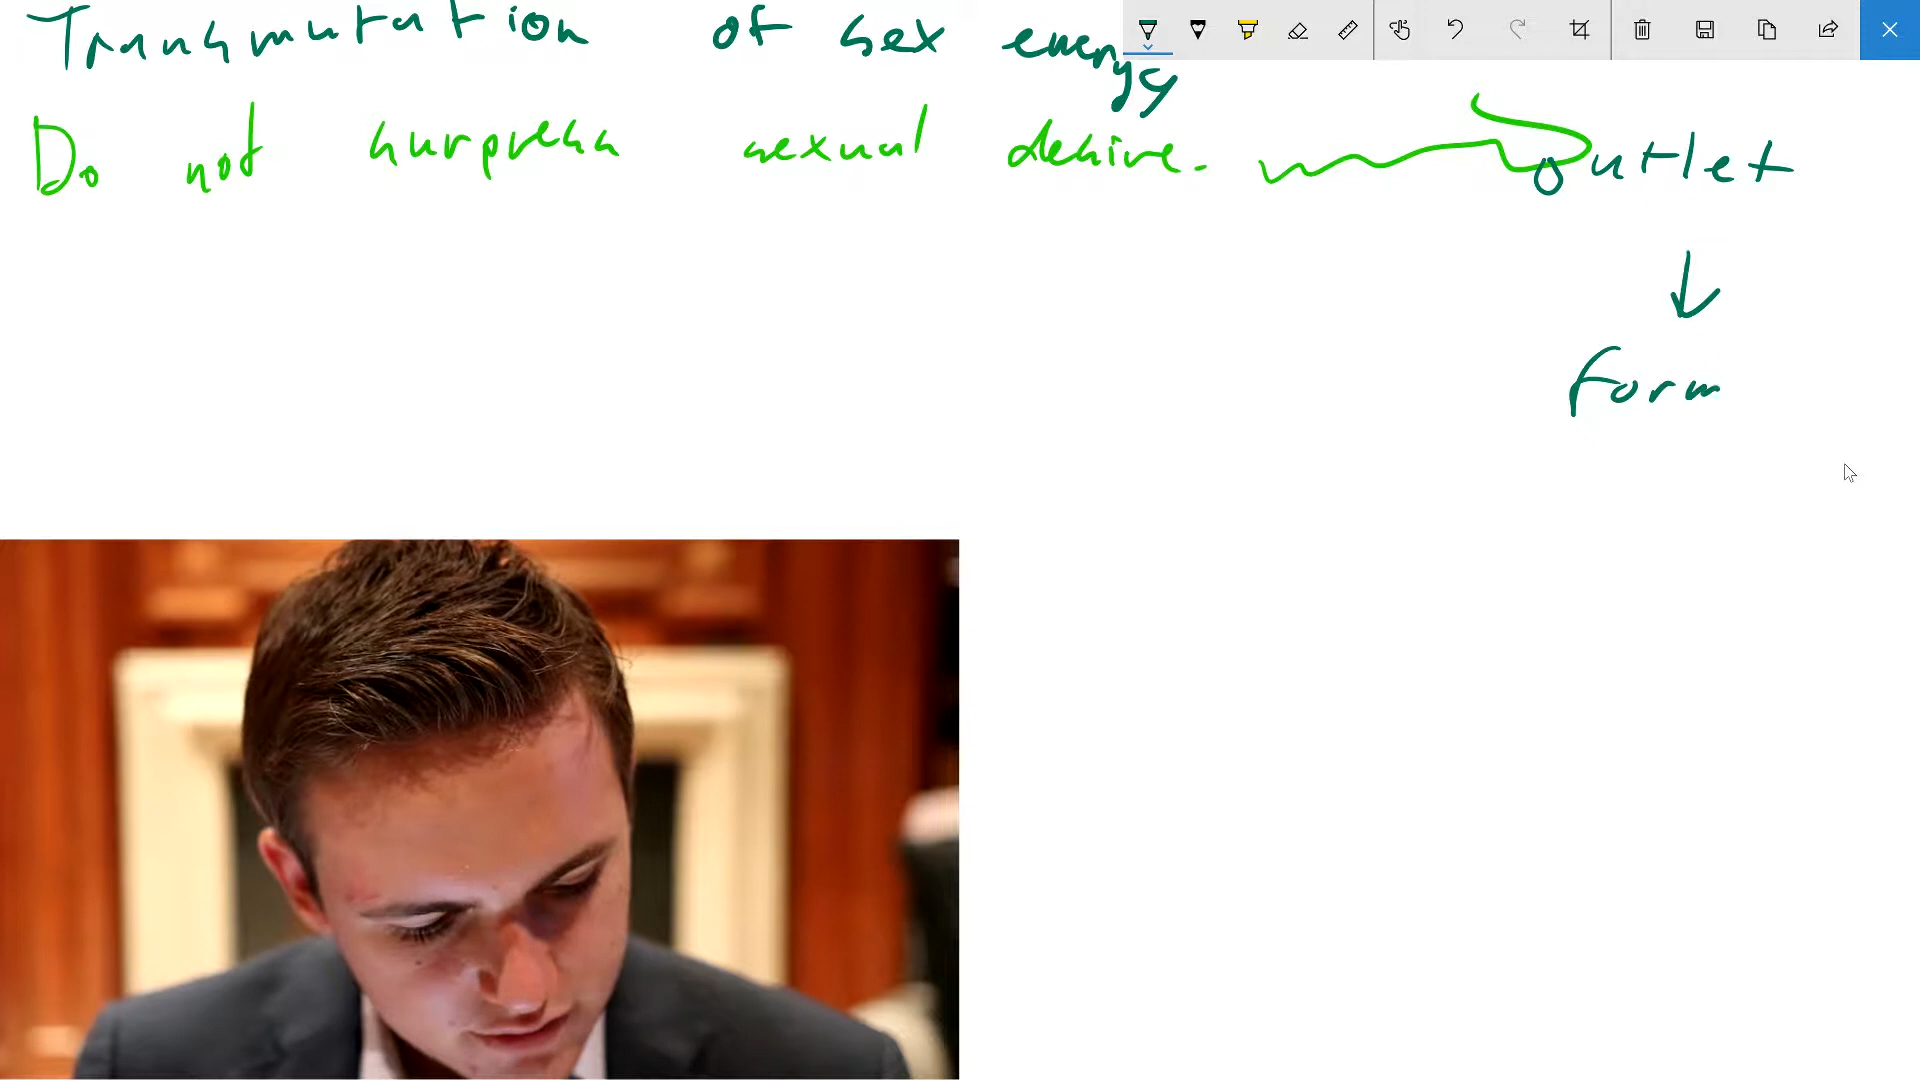 Transmutation of sex energy
Do not surpress sexual desire. outlet
↓
form